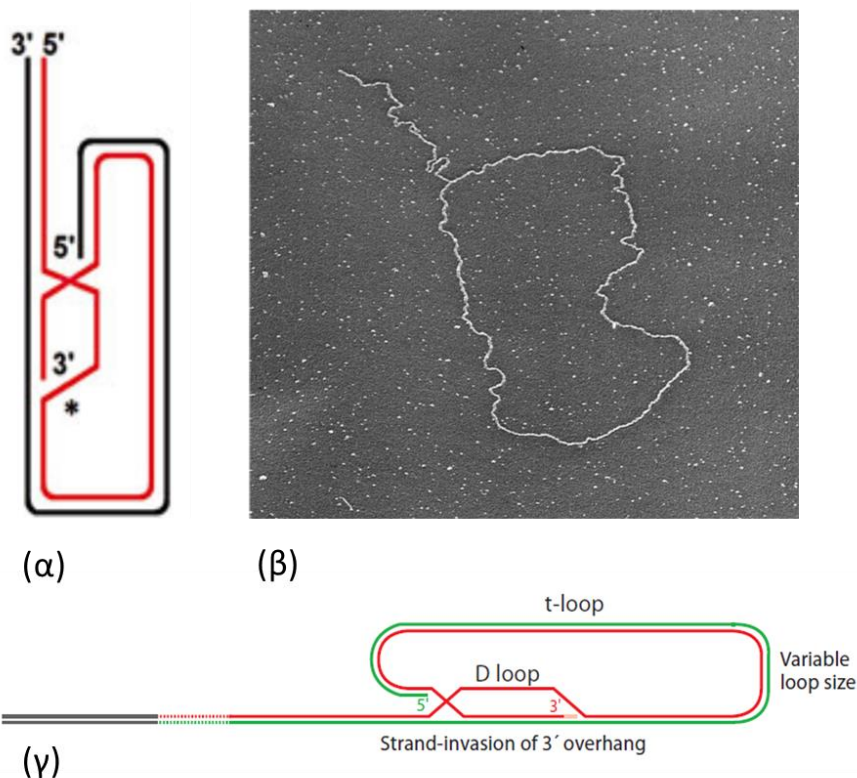 3' 5'
5'
3'
*
(α)
(β)
t-loop
Variable
loop size
D loop
5'
3'
Strand-invasion of 3´ overhang
(γ)